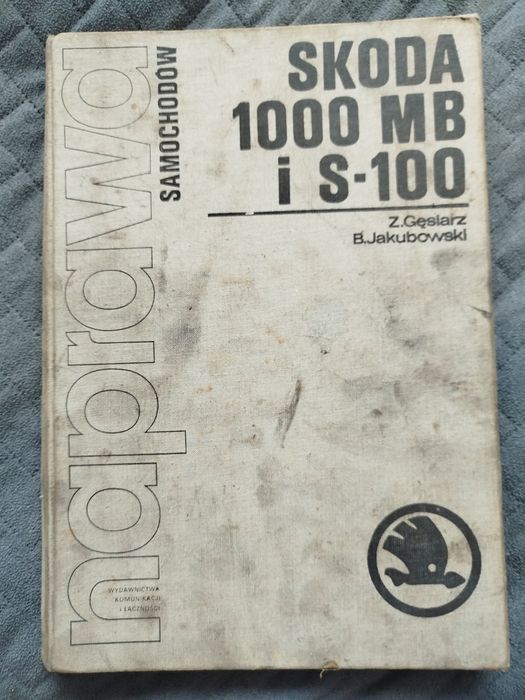 naprawa
SAMOCHODÓW
SKODA
1000 MB
i S-100
Z.Gęsiarz
B.Jakubowski
WYDAWNICTWA
KOMUNIKACJI
I ŁĄCZNOŚCI